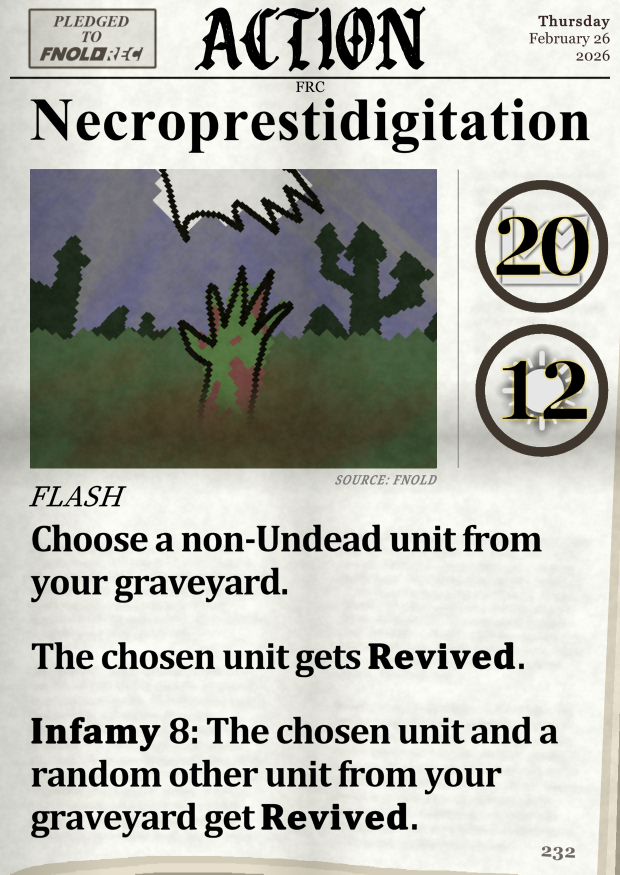 PLEDGED
TO
FNOLDREC
ACTION
Thursday
February 26
2026
FRC
Necroprestidigitation
20
12
SOURCE: FNOLD
FLASH
Choose a non-Undead unit from
your graveyard.
The chosen unit gets Revived.
Infamy 8: The chosen unit and a
random other unit from your
graveyard get Revived.
232